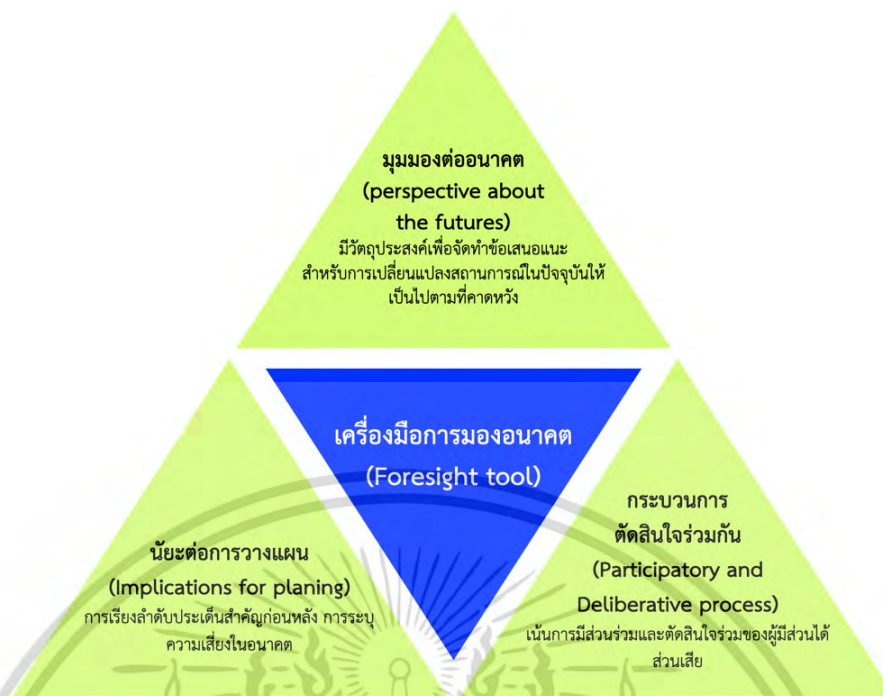 มุมมองต่ออนาคต
(perspective about
the futures)
มีวัตถุประสงค์เพื่อจัดทำข้อเสนอแนะ
สำหรับการเปลี่ยนแปลงสถานการณ์ในปัจจุบันให้
เป็นไปตามที่คาดหวัง
เครื่องมือการมองอนาคต
(Foresight tool)
นัยะต่อการวางแผน
(Implications for planing)
การเรียงลำดับประเด็นสำคัญก่อนหลัง การระบุ
ความเสี่ยงในอนาคต
กระบวนการ
ตัดสินใจร่วมกัน
(Participatory and
Deliberative process)
เน้นการมีส่วนร่วมและตัดสินใจร่วมของผู้มีส่วนได้
ส่วนเสีย